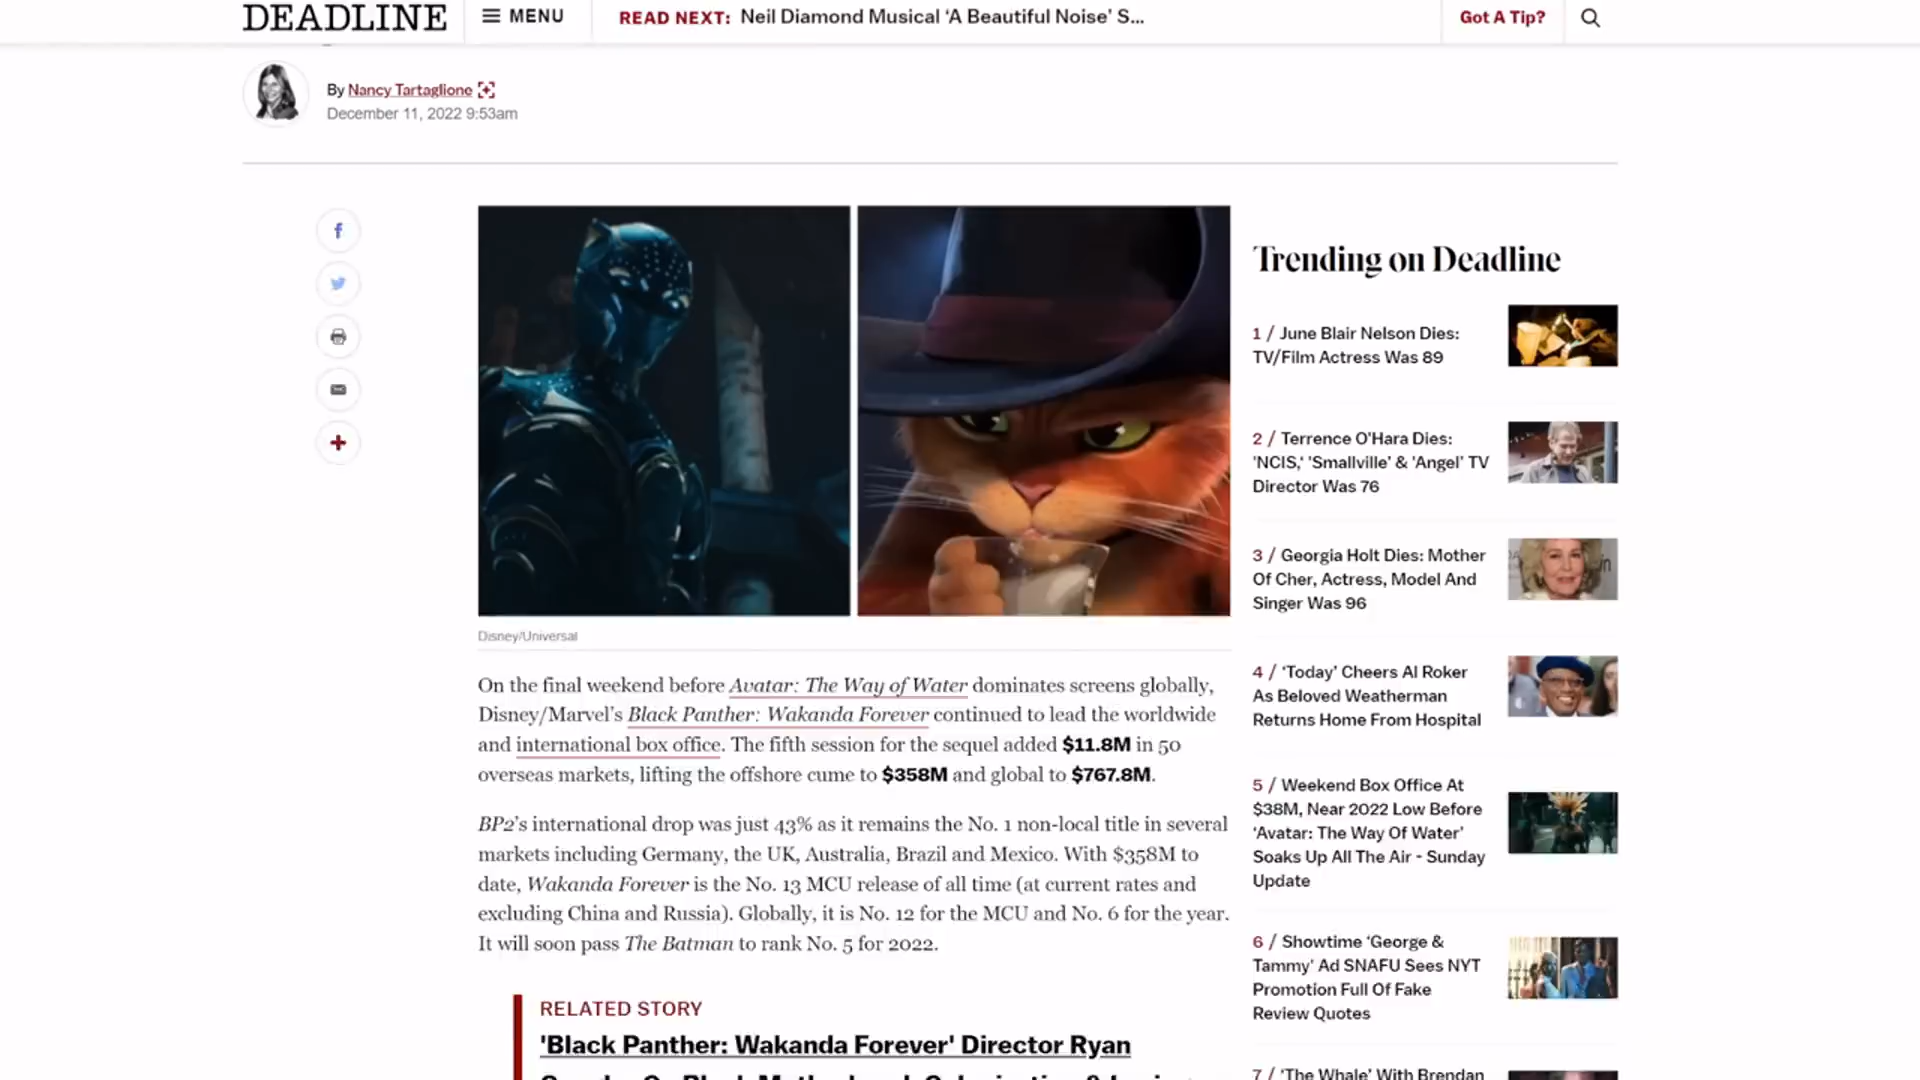 DEADLINE
MENU
READ NEXT: Neil Diamond Musical ‘A Beautiful Noise’ S...
Got A Tip?
By Nancy Tartaglione
December 11, 2022 9:53am
Disney/Universal
On the final weekend before Avatar: The Way of Water dominates screens globally,
Disney/Marvel’s Black Panther: Wakanda Forever continued to lead the worldwide
and international box office. The fifth session for the sequel added $11.8M in 50
overseas markets, lifting the offshore cume to $358M and global to $767.8M.
BP2’s international drop was just 43% as it remains the No. 1 non-local title in several
markets including Germany, the UK, Australia, Brazil and Mexico. With $358M to
date, Wakanda Forever is the No. 13 MCU release of all time (at current rates and
excluding China and Russia). Globally, it is No. 12 for the MCU and No. 6 for the year.
It will soon pass The Batman to rank No. 5 for 2022.
RELATED STORY
'Black Panther: Wakanda Forever' Director Ryan
Trending on Deadline
1 / June Blair Nelson Dies:
TV/Film Actress Was 89
2 / Terrence O'Hara Dies:
'NCIS,‘ ‘Smallville’ & ‘Angel’ TV
Director Was 76
3 / Georgia Holt Dies: Mother
Of Cher, Actress, Model And
Singer Was 96
4 / ‘Today’ Cheers Al Roker
As Beloved Weatherman
Returns Home From Hospital
5 / Weekend Box Office At
$38M, Near 2022 Low Before
‘Avatar: The Way Of Water’
Soaks Up All The Air - Sunday
Update
6 / Showtime ‘George &
Tammy’ Ad SNAFU Sees NYT
Promotion Full Of Fake
Review Quotes
7 / ‘The Whale’ With Brendan